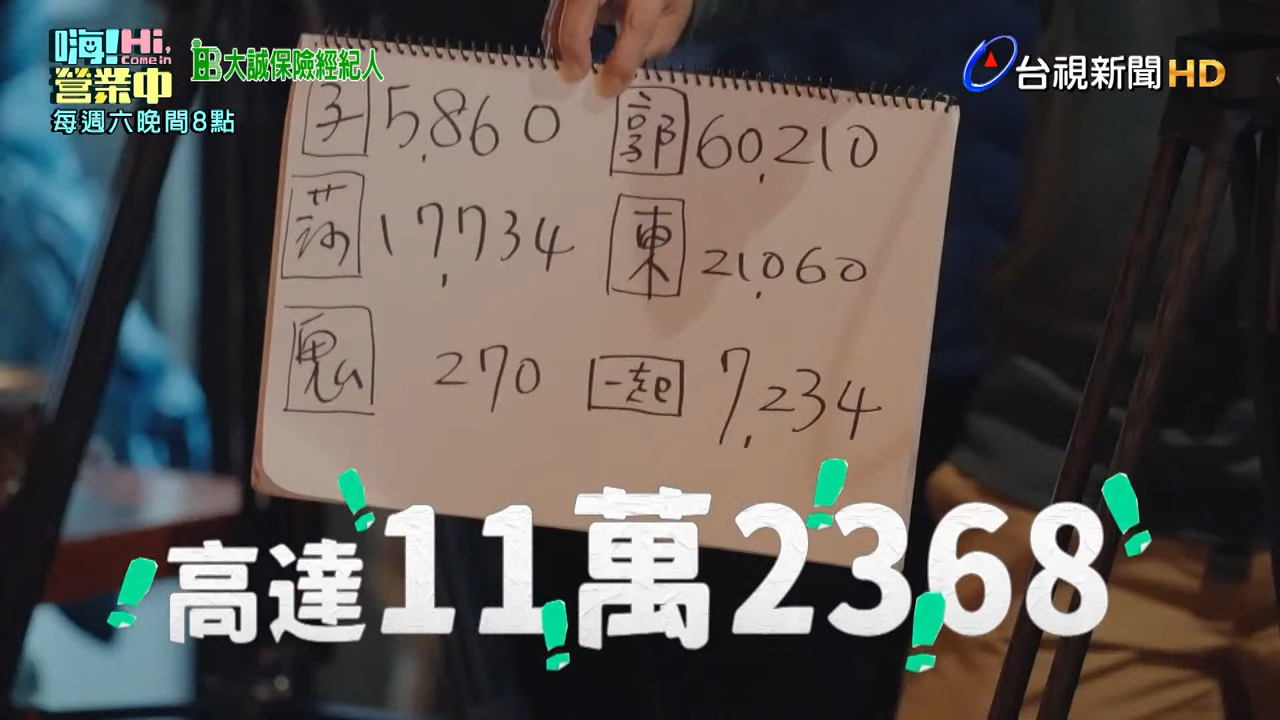 嗨!Hi,
Come in
營業中
每週六晚間8點
大誠保險經紀人
台視新聞HD
子 5,860
郭 60,210
莎 17,734
東 21,060
鬼 270
一起 7,234
高達11萬2368